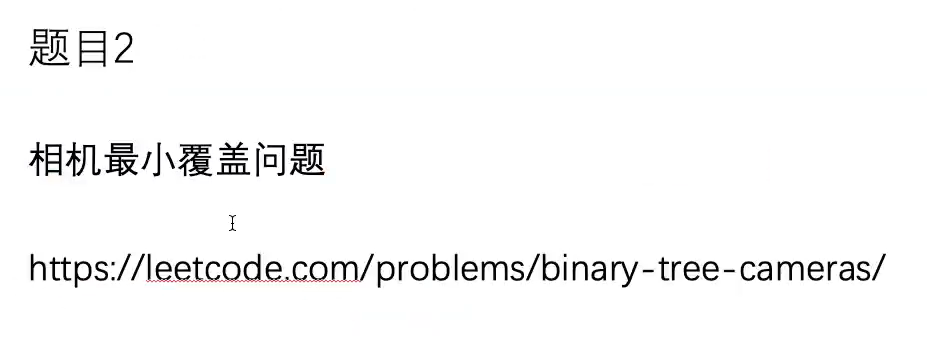 题目2
相机最小覆盖问题
https://leetcode.com/problems/binary-tree-cameras/